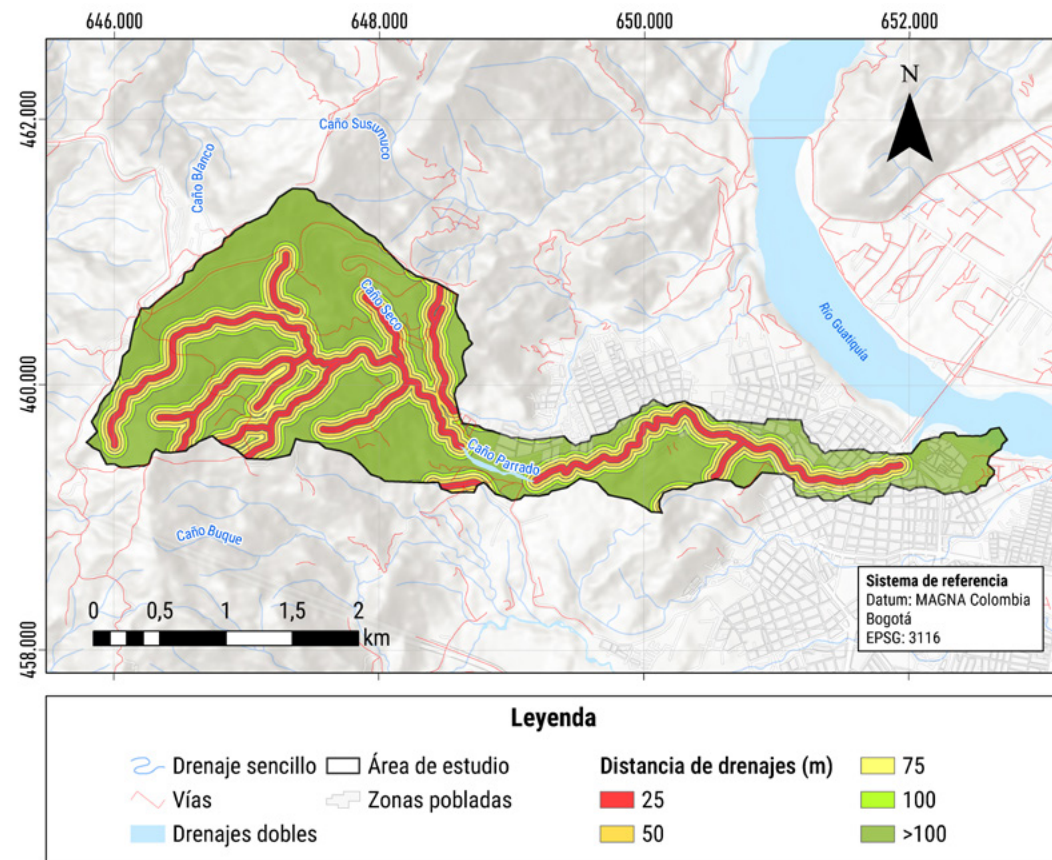 646.000 648.000 650.000 652.000
462.000
460.000
458.000
N
Caño Susumuco
Caño Blanco
Caño Seco
Río Guatiquía
Caño Parrado
Caño Buque
0 0,5 1 1,5 2
km
Sistema de referencia
Datum: MAGNA Colombia
Bogotá
EPSG: 3116
Leyenda
Drenaje sencillo
Vías
Drenajes dobles
Área de estudio
Zonas pobladas
Distancia de drenajes (m)
25
50
75
100
>100